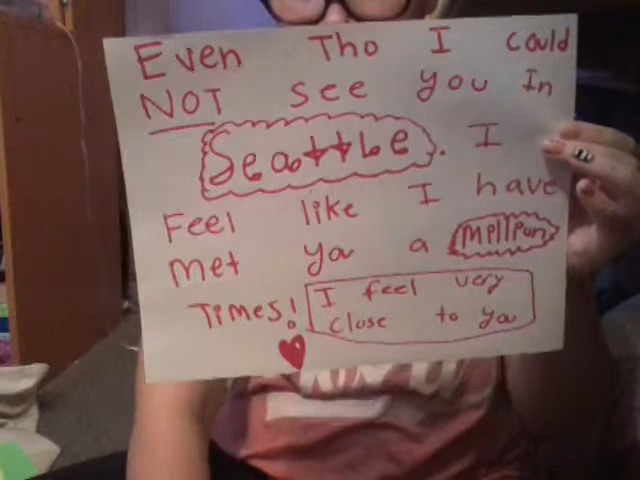 Even Tho I could
NOT see you In
Seattle. I
Feel like I have
Met ya a Million
Times! I feel very
close to ya